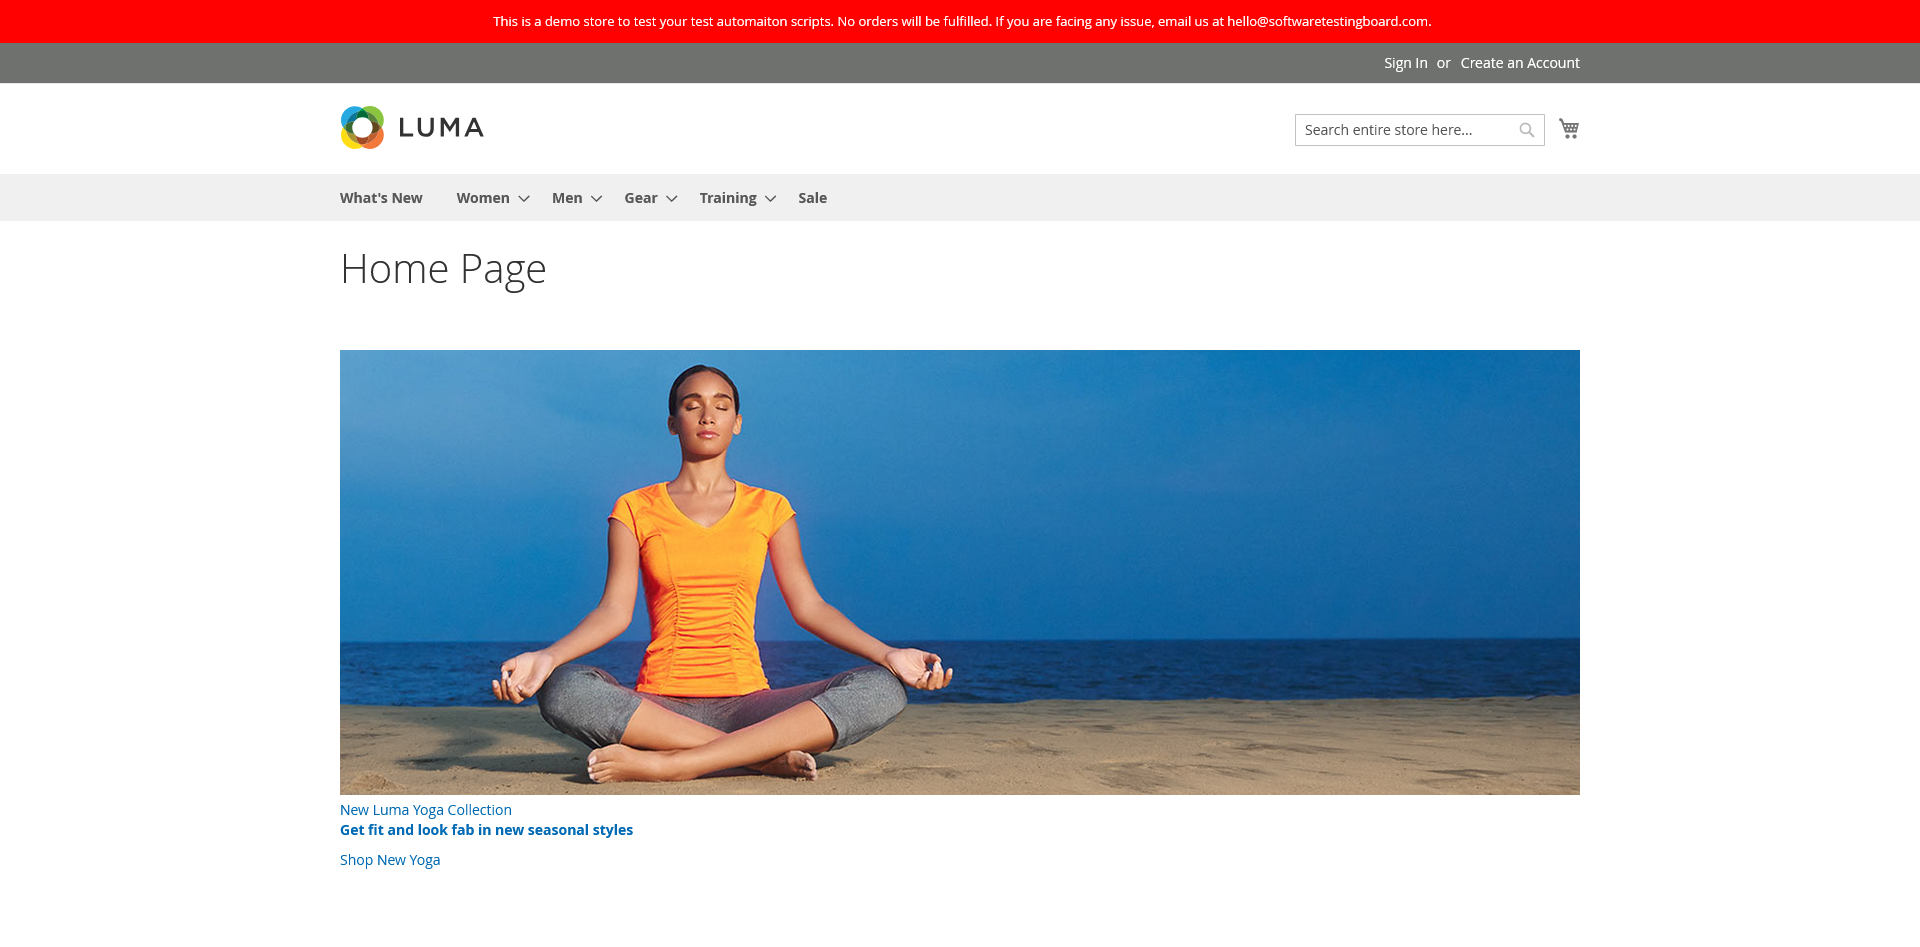 This is a demo store to test your test automaiton scripts. No orders will be fulfilled. If you are facing any issue, email us at hello@softwaretestingboard.com.
Sign In or Create an Account
LUMA
Search entire store here...
What's New Women Men Gear Training Sale
Home Page
New Luma Yoga Collection
Get fit and look fab in new seasonal styles
Shop New Yoga